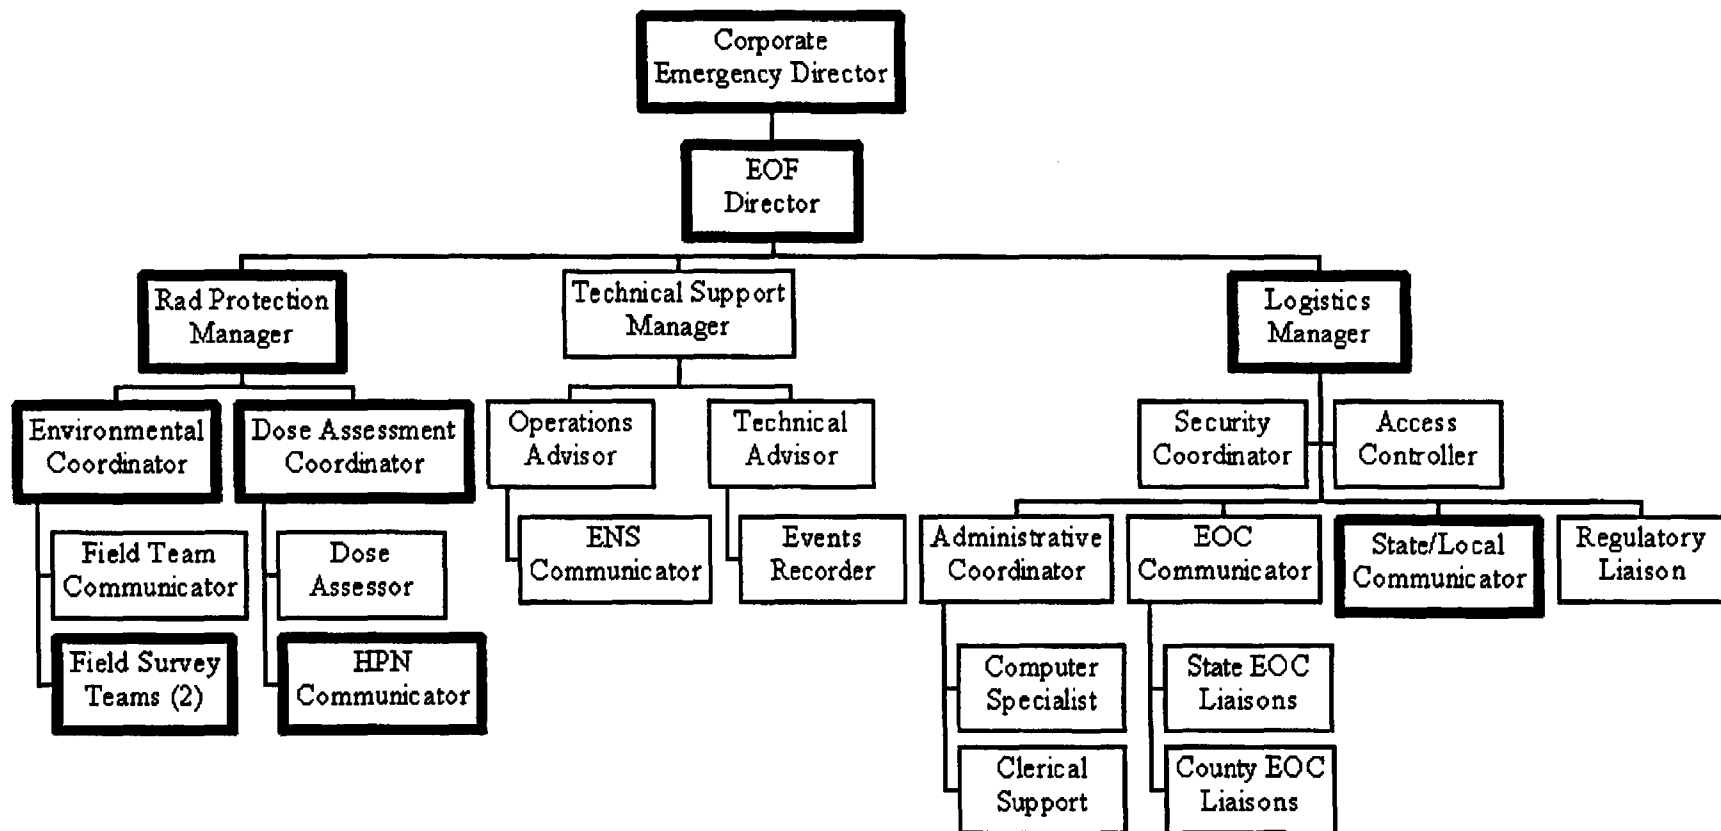 Corporate
Emergency Director
EOF
Director
Rad Protection
Manager
Technical Support
Manager
Logistics
Manager
Environmental
Coordinator
Dose Assessment
Coordinator
Operations
Advisor
Technical
Advisor
Security
Coordinator
Access
Controller
Field Team
Communicator
Dose
Assessor
ENS
Communicator
Events
Recorder
Administrative
Coordinator
EOC
Communicator
State/Local
Communicator
Regulatory
Liaison
Field Survey
Teams (2)
HPN
Communicator
Computer
Specialist
State EOC
Liaisons
Clerical
Support
County EOC
Liaisons